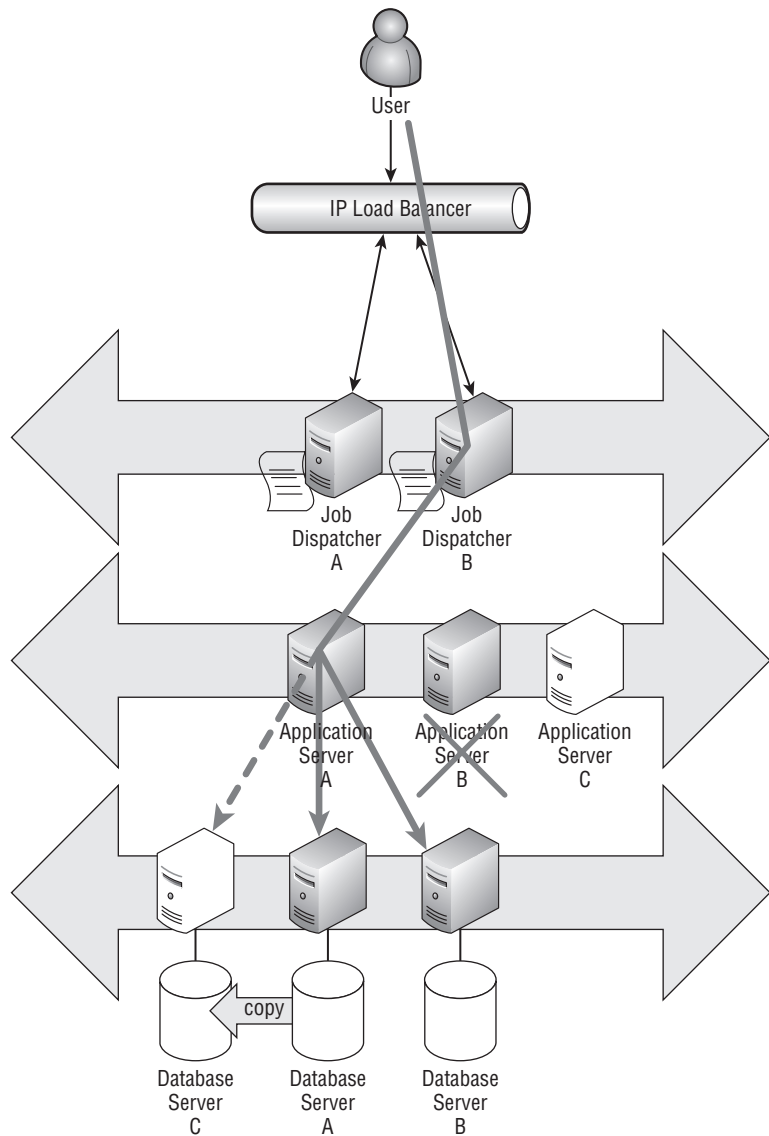 User
IP Load Balancer
Job
Dispatcher
A
Job
Dispatcher
B
Application
Server
A
Application
Server
B
Application
Server
C
copy
Database
Server
C
Database
Server
A
Database
Server
B